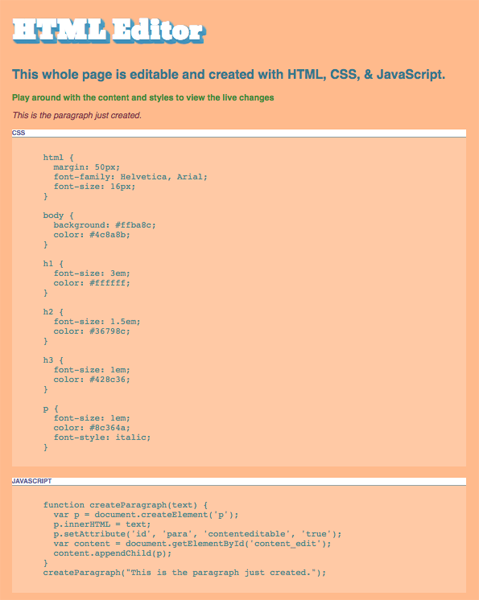 HTML Editor
This whole page is editable and created with HTML, CSS, & JavaScript.
Play around with the content and styles to view the live changes
This is the paragraph just created.
CSS
html {
  margin: 50px;
  font-family: Helvetica, Arial;
  font-size: 16px;
}
body {
  background: #ffba8c;
  color: #4c8a8b;
}
h1 {
  font-size: 3em;
  color: #ffffff;
}
h2 {
  font-size: 1.5em;
  color: #36798c;
}
h3 {
  font-size: 1em;
  color: #428c36;
}
p {
  font-size: 1em;
  color: #8c364a;
  font-style: italic;
}
JAVASCRIPT
function createParagraph(text) {
  var p = document.createElement('p');
  p.innerHTML = text;
  p.setAttribute('id', 'para', 'contenteditable', 'true');
  var content = document.getElementById('content_edit');
  content.appendChild(p);
}
createParagraph("This is the paragraph just created.");